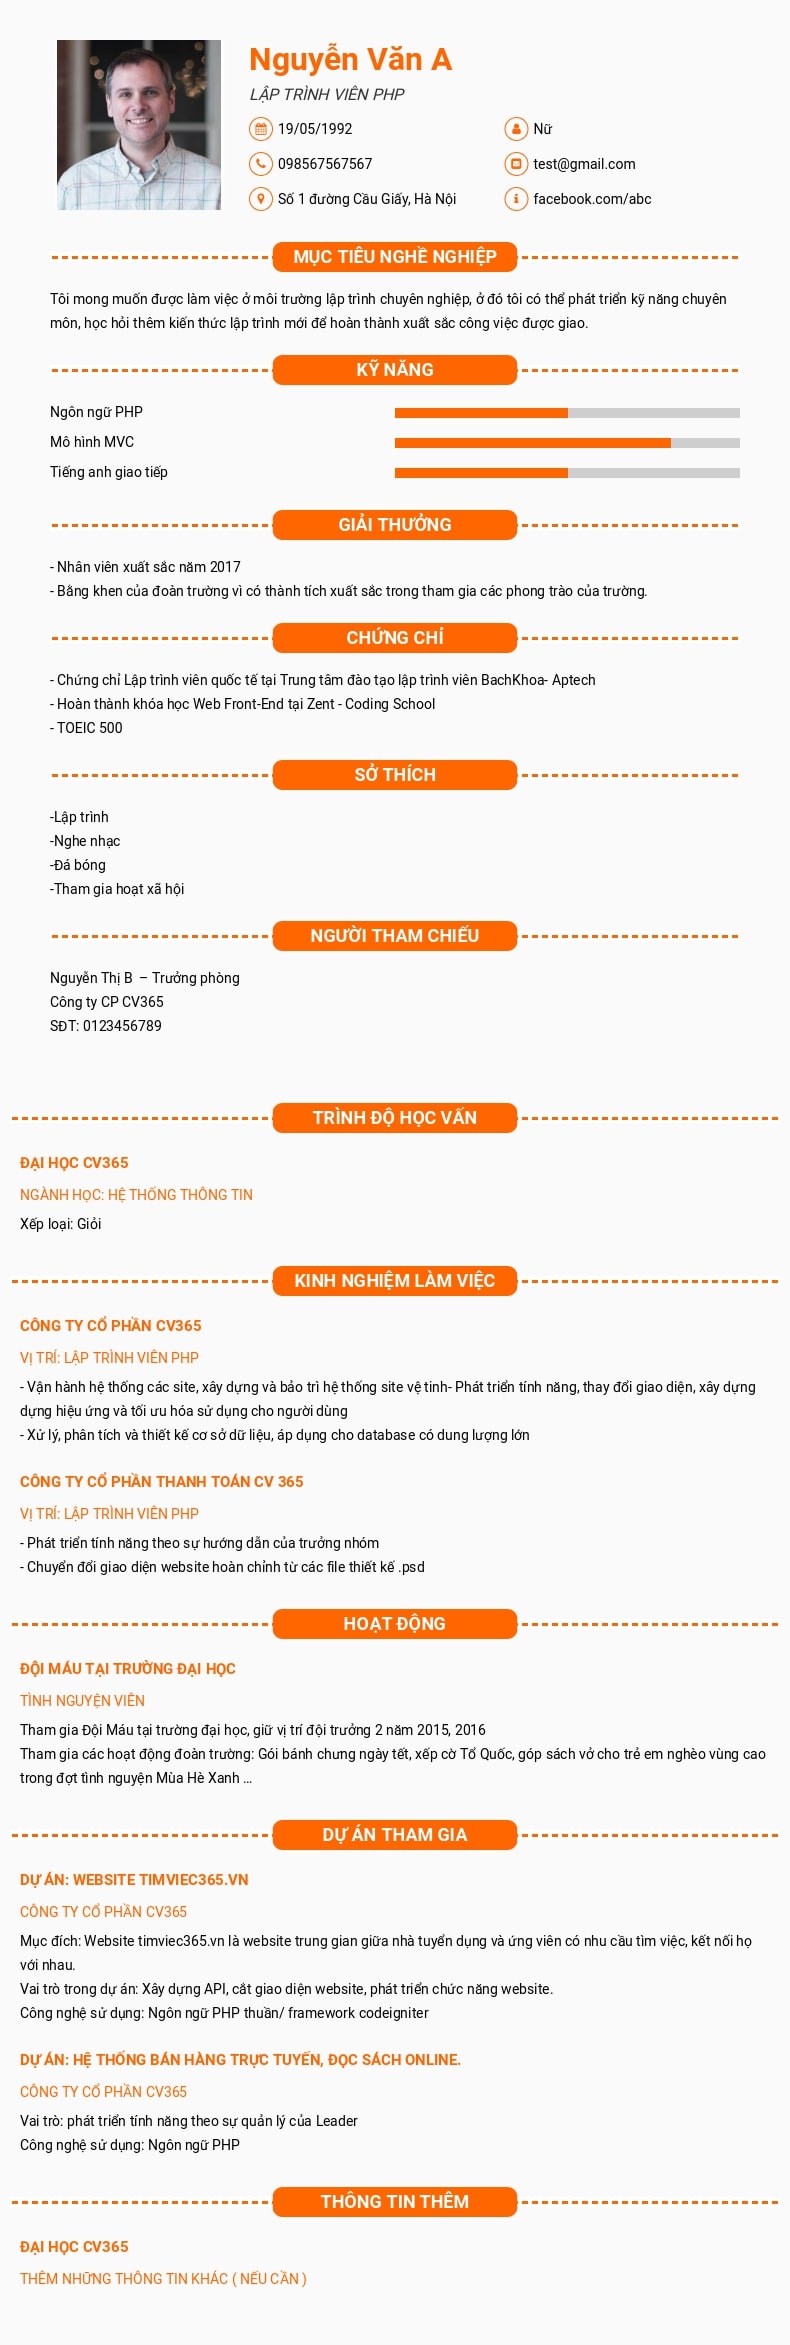 Nguyễn Văn A
LẬP TRÌNH VIÊN PHP
19/05/1992
Nữ
098567567567
test@gmail.com
Số 1 đường Cầu Giấy, Hà Nội
facebook.com/abc
MỤC TIÊU NGHỀ NGHIỆP
Tôi mong muốn được làm việc ở môi trường lập trình chuyên nghiệp, ở đó tôi có thể phát triển kỹ năng chuyên
môn, học hỏi thêm kiến thức lập trình mới để hoàn thành xuất sắc công việc được giao.
KỸ NĂNG
Ngôn ngữ PHP
Mô hình MVC
Tiếng anh giao tiếp
GIẢI THƯỞNG
- Nhân viên xuất sắc năm 2017
- Bằng khen của đoàn trường vì có thành tích xuất sắc trong tham gia các phong trào của trường.
CHỨNG CHỈ
- Chứng chỉ Lập trình viên quốc tế tại Trung tâm đào tạo lập trình viên BachKhoa- Aptech
- Hoàn thành khóa học Web Front-End tại Zent - Coding School
- TOEIC 500
SỞ THÍCH
-Lập trình
-Nghe nhạc
-Đá bóng
-Tham gia hoạt xã hội
NGƯỜI THAM CHIẾU
Nguyễn Thị B – Trưởng phòng
Công ty CP CV365
SĐT: 0123456789
TRÌNH ĐỘ HỌC VẤN
ĐẠI HỌC CV365
NGÀNH HỌC: HỆ THỐNG THÔNG TIN
Xếp loại: Giỏi
KINH NGHIỆM LÀM VIỆC
CÔNG TY CỔ PHẦN CV365
VỊ TRÍ: LẬP TRÌNH VIÊN PHP
- Vận hành hệ thống các site, xây dựng và bảo trì hệ thống site vệ tinh- Phát triển tính năng, thay đổi giao diện, xây dựng
dựng hiệu ứng và tối ưu hóa sử dụng cho người dùng
- Xử lý, phân tích và thiết kế cơ sở dữ liệu, áp dụng cho database có dung lượng lớn
CÔNG TY CỔ PHẦN THANH TOÁN CV 365
VỊ TRÍ: LẬP TRÌNH VIÊN PHP
- Phát triển tính năng theo sự hướng dẫn của trưởng nhóm
- Chuyển đổi giao diện website hoàn chỉnh từ các file thiết kế .psd
HOẠT ĐỘNG
ĐỘI MÁU TẠI TRƯỜNG ĐẠI HỌC
TÌNH NGUYỆN VIÊN
Tham gia Đội Máu tại trường đại học, giữ vị trí đội trưởng 2 năm 2015, 2016
Tham gia các hoạt động đoàn trường: Gói bánh chưng ngày tết, xếp cờ Tổ Quốc, góp sách vở cho trẻ em nghèo vùng cao
trong đợt tình nguyện Mùa Hè Xanh ...
DỰ ÁN THAM GIA
DỰ ÁN: WEBSITE TIMVIEC365.VN
CÔNG TY CỔ PHẦN CV365
Mục đích: Website timviec365.vn là website trung gian giữa nhà tuyển dụng và ứng viên có nhu cầu tìm việc, kết nối họ
với nhau.
Vai trò trong dự án: Xây dựng API, cắt giao diện website, phát triển chức năng website.
Công nghệ sử dụng: Ngôn ngữ PHP thuần/ framework codeigniter
DỰ ÁN: HỆ THỐNG BÁN HÀNG TRỰC TUYẾN, ĐỌC SÁCH ONLINE.
CÔNG TY CỔ PHẦN CV365
Vai trò: phát triển tính năng theo sự quản lý của Leader
Công nghệ sử dụng: Ngôn ngữ PHP
THÔNG TIN THÊM
ĐẠI HỌC CV365
THÊM NHỮNG THÔNG TIN KHÁC ( NẾU CẦN )